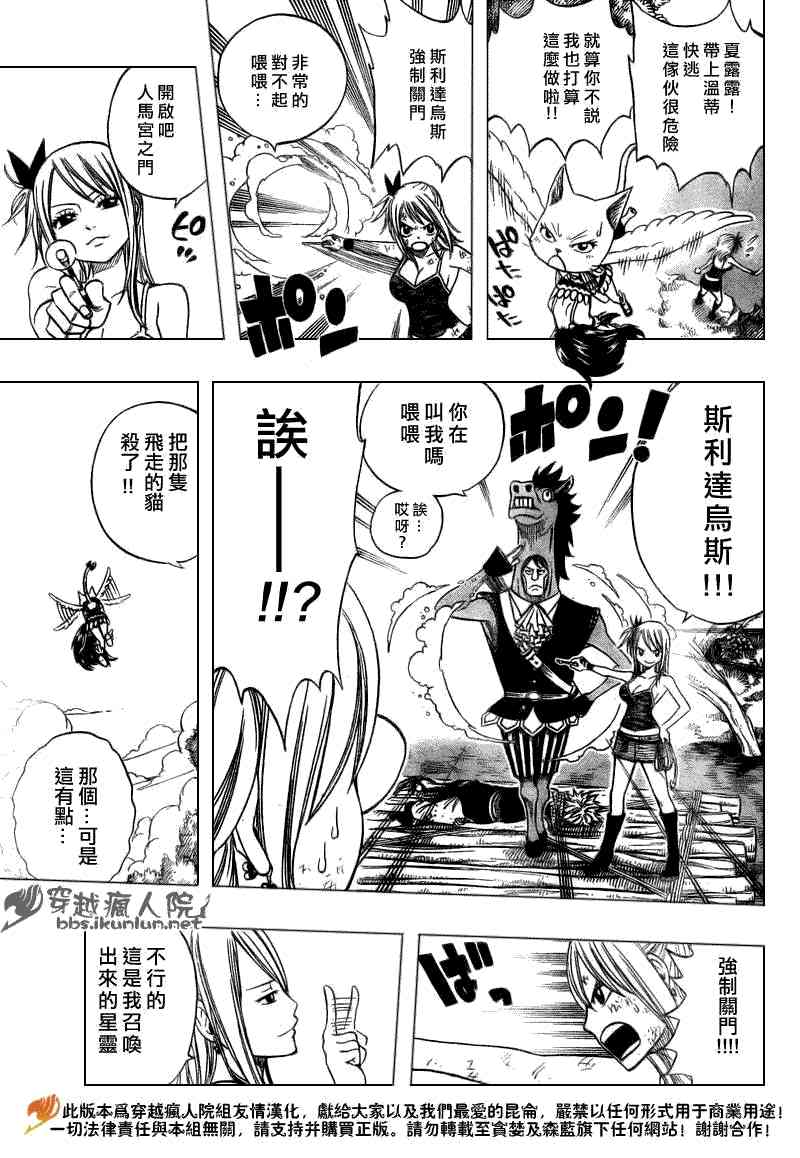 夏露露！
帶上溫蒂
快逃
這傢伙很危險
就算你不說
我也打算
這麼做啦!!
ぱた
ぱた
斯利達烏斯
強制關門
非常的
對不起
喂喂…
ポン
開啟吧
人馬宮之門
ヒョロ
斯利達烏斯!!!
ポン！
你在
叫我嗎
喂喂
誒…
哎呀？
誒
——
!!?
把那隻
飛走的貓
殺了!!
那個…可是
這有點…
強制關門!!!!
ばっ
不行的
這是我召喚
出來的星靈
穿越瘋人院
bbs.ikunlun.net
此版本爲穿越瘋人院組友情漢化，獻給大家以及我們最愛的昆侖，嚴禁以任何形式用于商業用途！
一切法律責任與本組無關，請支持并購買正版。請勿轉載至貪婪及森藍旗下任何網站！謝謝合作！